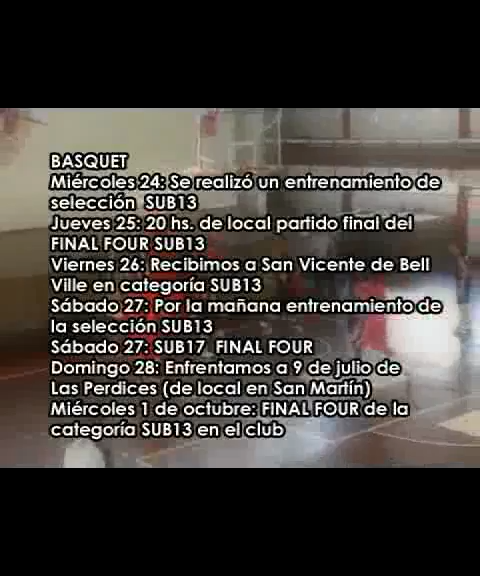 BASQUET
Miércoles 24: Se realizó un entrenamiento de
selección SUB13
Jueves 25: 20 hs. de local partido final del
FINAL FOUR SUB13
Viernes 26: Recibimos a San Vicente de Bell
Ville en categoría SUB13
Sábado 27: Por la mañana entrenamiento de
la selección SUB13
Sábado 27: SUB17 FINAL FOUR
Domingo 28: Enfrentamos a 9 de julio de
Las Perdices (de local en San Martín)
Miércoles 1 de octubre: FINAL FOUR de la
categoría SUB13 en el club